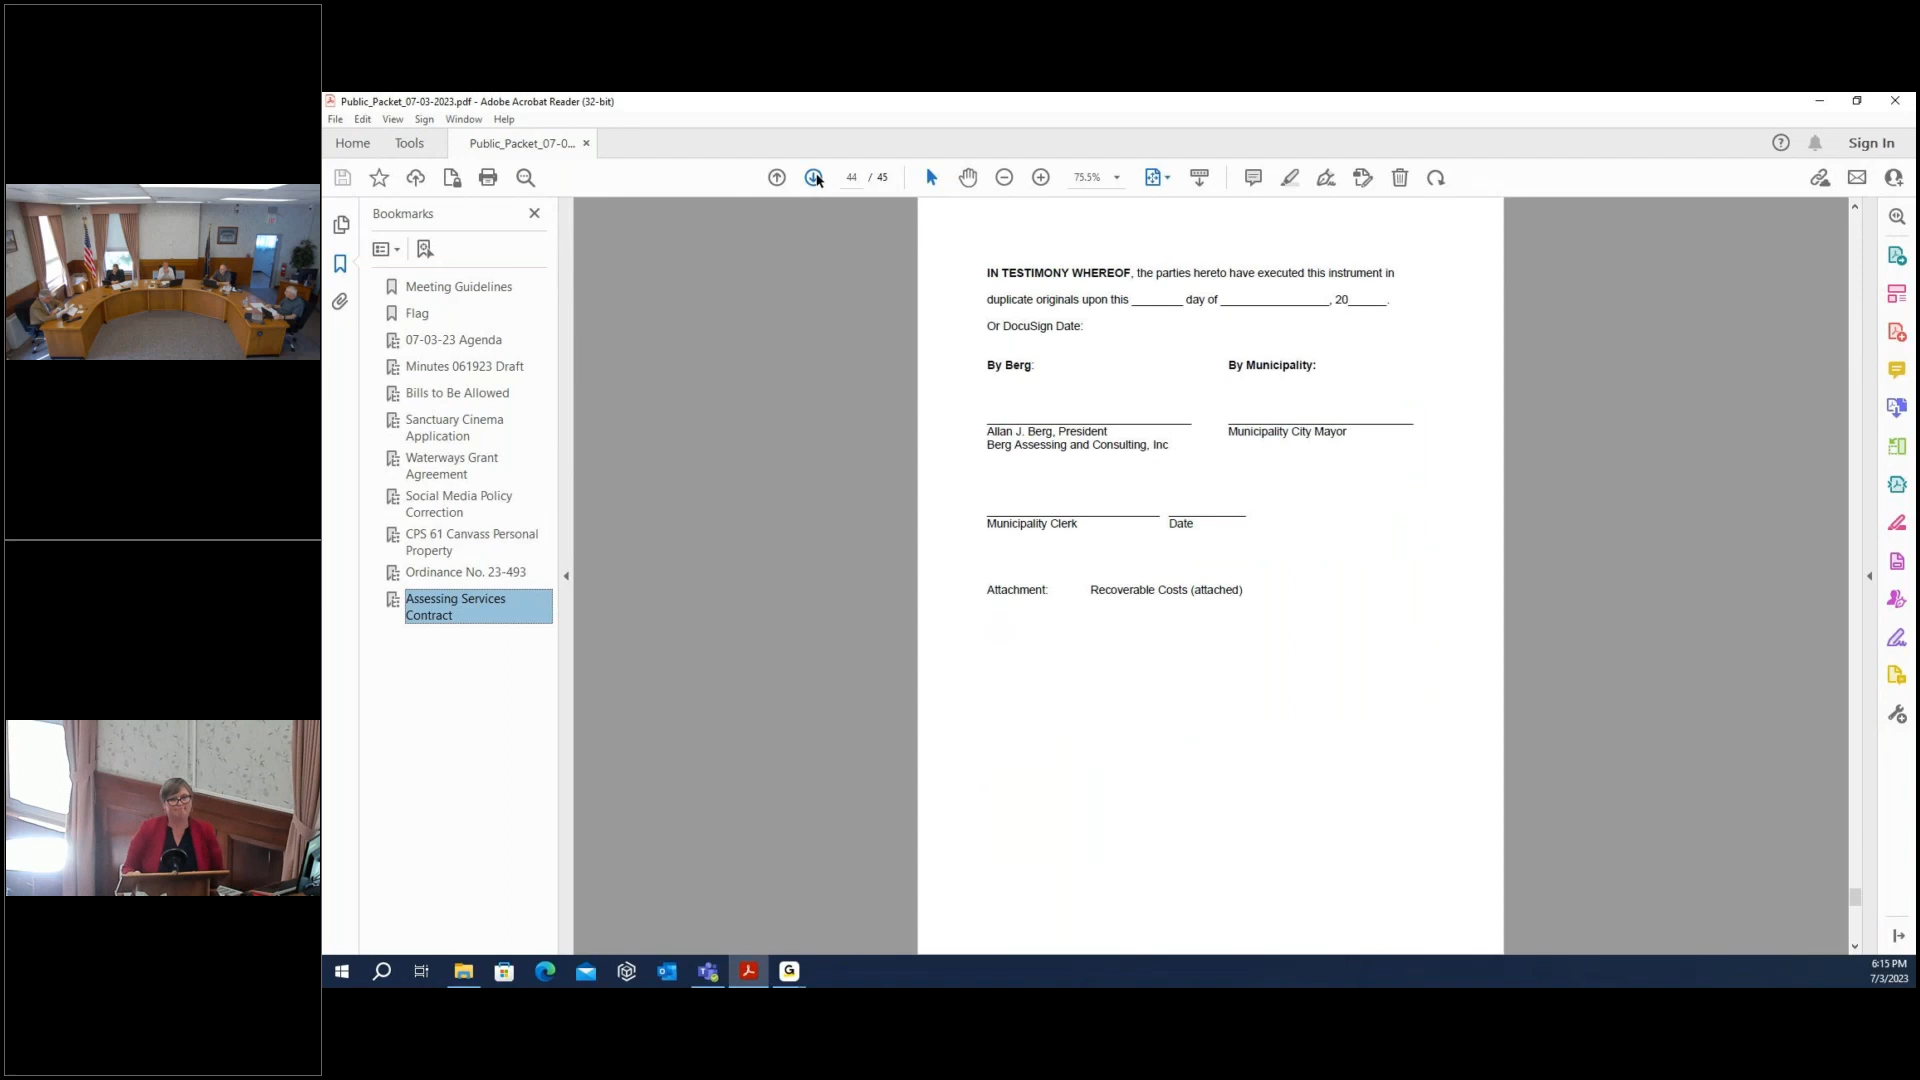 Public_Packet_07-03-2023.pdf - Adobe Acrobat Reader (32-bit)
File Edit View Sign Window Help
Home Tools Public_Packet_07-0... × Sign In
44 / 45 75.5%
Bookmarks
Meeting Guidelines
Flag
07-03-23 Agenda
Minutes 061923 Draft
Bills to Be Allowed
Sanctuary Cinema
Application
Waterways Grant
Agreement
Social Media Policy
Correction
CPS 61 Canvass Personal
Property
Ordinance No. 23-493
Assessing Services
Contract
IN TESTIMONY WHEREOF, the parties hereto have executed this instrument in
duplicate originals upon this ________ day of _________________, 20______.
Or DocuSign Date:
By Berg: By Municipality:
Allan J. Berg, President Municipality City Mayor
Berg Assessing and Consulting, Inc
Municipality Clerk Date
Attachment: Recoverable Costs (attached)
6:15 PM
7/3/2023